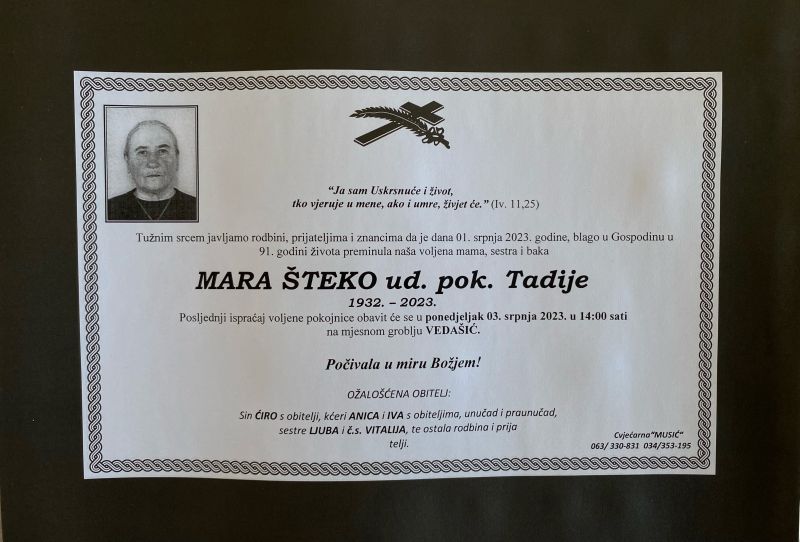 “Ja sam Uskrsnuće i život,
tko vjeruje u mene, ako i umre, živjet će.” (Iv. 11,25)
Tužnim srcem javljamo rodbini, prijateljima i znancima da je dana 01. srpnja 2023. godine, blago u Gospodinu u
91. godini života preminula naša voljena mama, sestra i baka
MARA ŠTEKO ud. pok. Tadije
1932. – 2023.
Posljednji ispraćaj voljene pokojnice obavit će se u ponedjeljak 03. srpnja 2023. u 14:00 sati
na mjesnom groblju VEDAŠIĆ.
Počivala u miru Božjem!
OŽALOŠĆENA OBITELJ:
Sin ĆIRO s obitelji, kćeri ANICA i IVA s obiteljima, unučad i praunučad,
sestre LJUBA i č.s. VITALIJA, te ostala rodbina i prija
telji.
Cvjećarna“MUSIĆ“
063/ 330-831 034/353-195